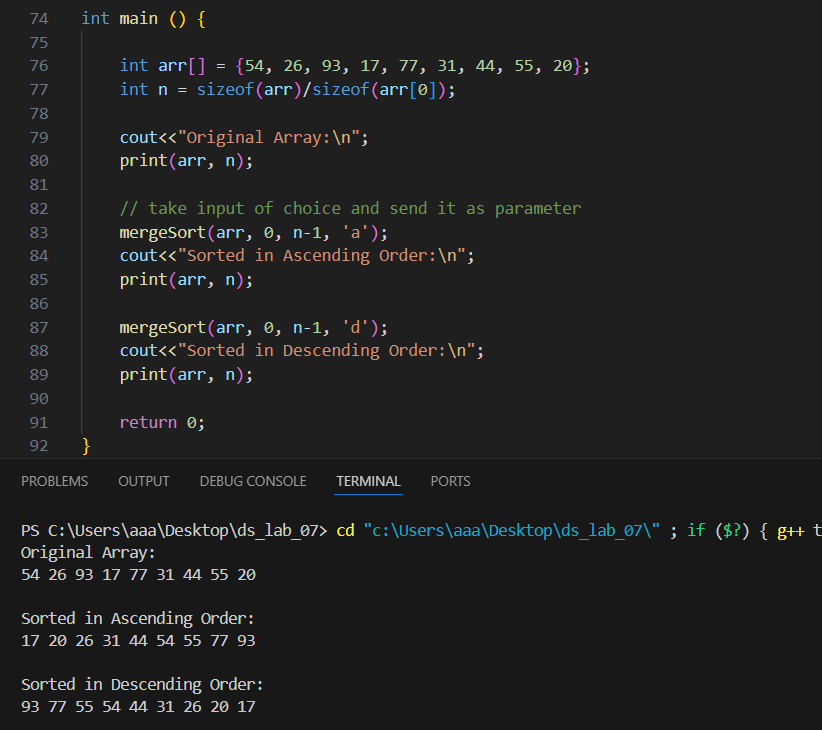 74 int main () {
75
76 int arr[] = {54, 26, 93, 17, 77, 31, 44, 55, 20};
77 int n = sizeof(arr)/sizeof(arr[0]);
78
79 cout<<"Original Array:\n";
80 print(arr, n);
81
82 // take input of choice and send it as parameter
83 mergeSort(arr, 0, n-1, 'a');
84 cout<<"Sorted in Ascending Order:\n";
85 print(arr, n);
86
87 mergeSort(arr, 0, n-1, 'd');
88 cout<<"Sorted in Descending Order:\n";
89 print(arr, n);
90
91 return 0;
92 }
PROBLEMS OUTPUT DEBUG CONSOLE TERMINAL PORTS
PS C:\Users\aaa\Desktop\ds_lab_07> cd "c:\Users\aaa\Desktop\ds_lab_07\" ; if ($?) { g++ t
Original Array:
54 26 93 17 77 31 44 55 20
Sorted in Ascending Order:
17 20 26 31 44 54 55 77 93
Sorted in Descending Order:
93 77 55 54 44 31 26 20 17